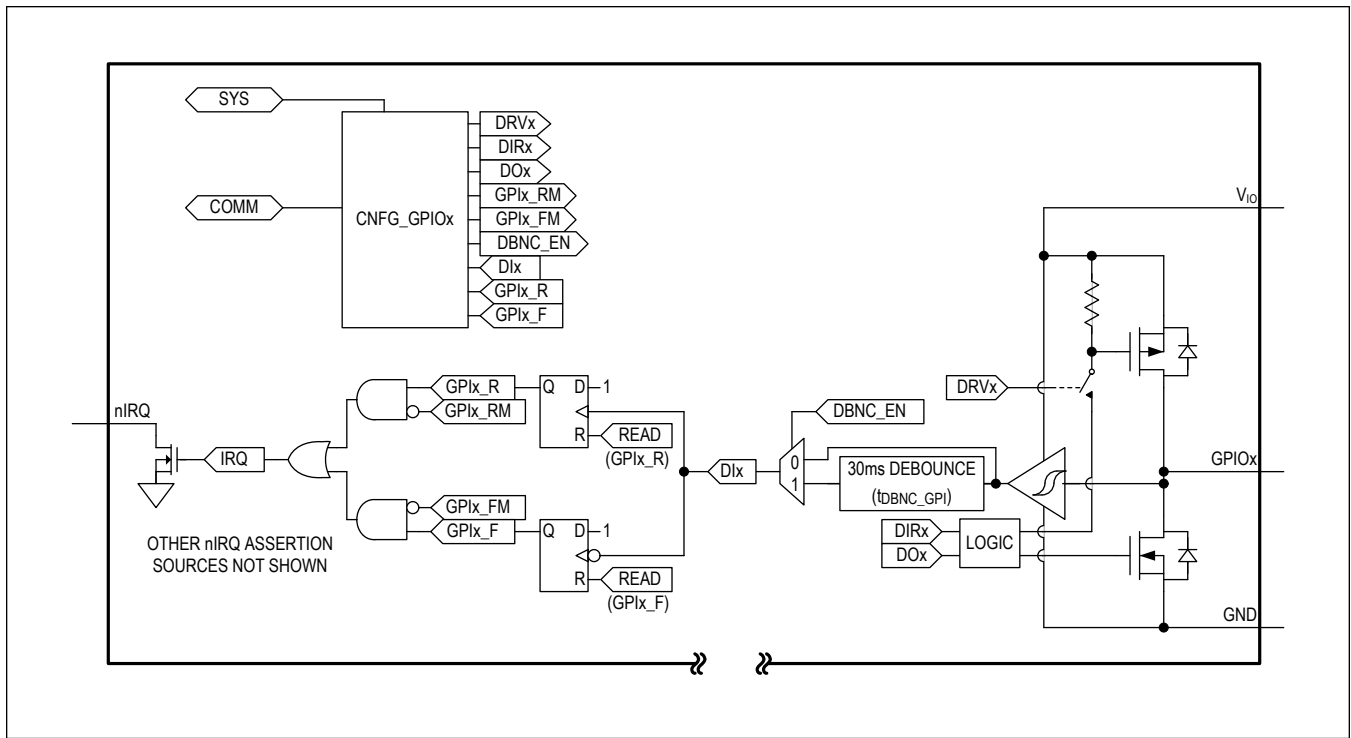 SYS
COMM
CNFG_GPIOx
DRVx
DIRx
DOx
GPIx_RM
GPIx_FM
DBNC_EN
DIx
GPIx_R
GPIx_F
VIO
DRVx
nIRQ
IRQ
GPIx_R
GPIx_RM
Q D 1
R
READ
(GPIx_R)
DBNC_EN
DIx
0
1
30ms DEBOUNCE
(tDBNC_GPI)
GPIOx
GPIx_FM
GPIx_F
Q D 1
R
READ
(GPIx_F)
DIRx
DOx
LOGIC
OTHER nIRQ ASSERTION
SOURCES NOT SHOWN
GND